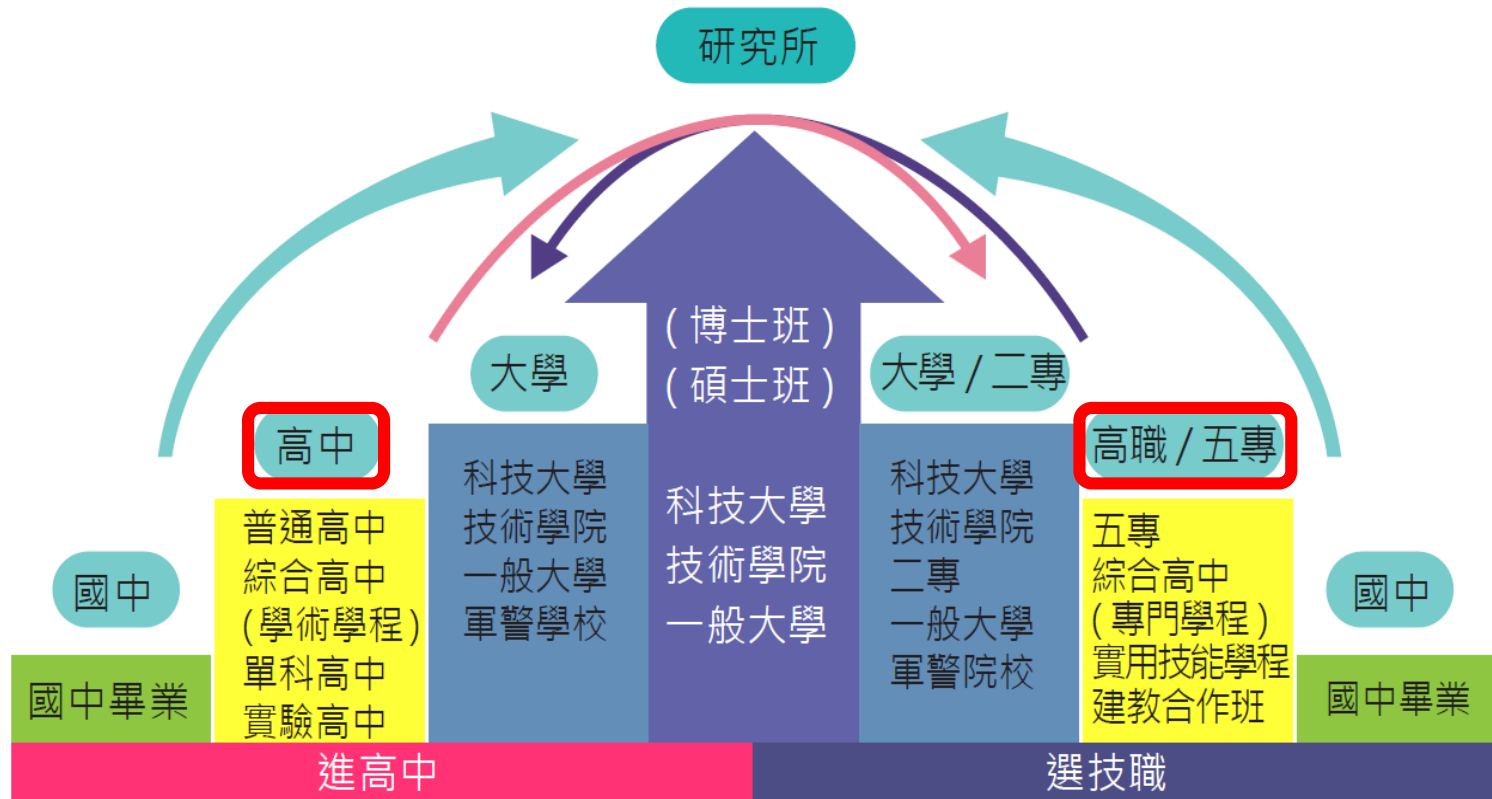 研究所
大學
(博士班)
(碩士班)
大學/二專
高中
高職/五專
國中
國中
普通高中
綜合高中
(學術學程)
單科高中
實驗高中
科技大學
技術學院
一般大學
軍警學校
科技大學
技術學院
一般大學
科技大學
技術學院
二專
一般大學
軍警院校
五專
綜合高中
(專門學程)
實用技能學程
建教合作班
國中畢業
國中畢業
進高中
選技職